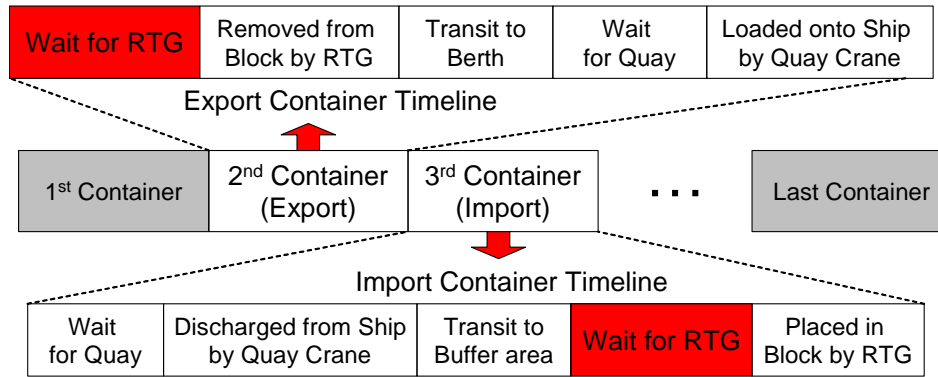 Wait for RTG
Removed from
Block by RTG
Transit to
Berth
Wait
for Quay
Loaded onto Ship
by Quay Crane
Export Container Timeline
1st Container
2nd Container
(Export)
3rd Container
(Import)
...
Last Container
Import Container Timeline
Wait
for Quay
Discharged from Ship
by Quay Crane
Transit to
Buffer area
Wait for RTG
Placed in
Block by RTG